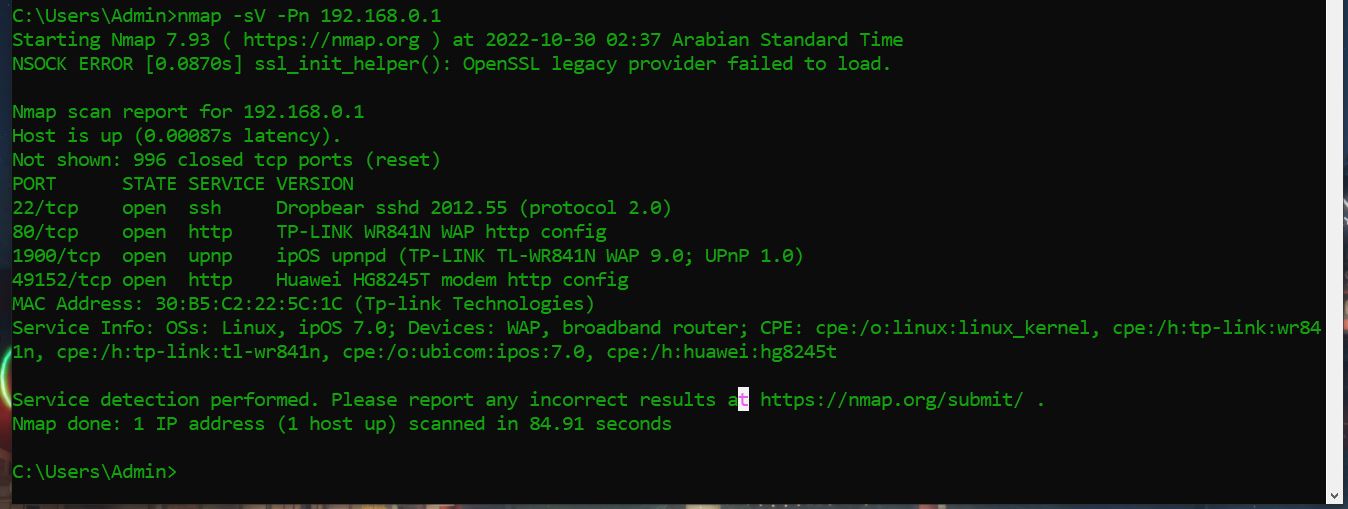 C:\Users\Admin>nmap -sV -Pn 192.168.0.1
Starting Nmap 7.93 ( https://nmap.org ) at 2022-10-30 02:37 Arabian Standard Time
NSOCK ERROR [0.0870s] ssl_init_helper(): OpenSSL legacy provider failed to load.

Nmap scan report for 192.168.0.1
Host is up (0.00087s latency).
Not shown: 996 closed tcp ports (reset)
PORT      STATE SERVICE VERSION
22/tcp    open  ssh     Dropbear sshd 2012.55 (protocol 2.0)
80/tcp    open  http    TP-LINK WR841N WAP http config
1900/tcp  open  upnp    ipOS upnpd (TP-LINK TL-WR841N WAP 9.0; UPnP 1.0)
49152/tcp open  http    Huawei HG8245T modem http config
MAC Address: 30:B5:C2:22:5C:1C (Tp-link Technologies)
Service Info: OSs: Linux, ipOS 7.0; Devices: WAP, broadband router; CPE: cpe:/o:linux:linux_kernel, cpe:/h:tp-link:wr84
1n, cpe:/h:tp-link:tl-wr841n, cpe:/o:ubicom:ipos:7.0, cpe:/h:huawei:hg8245t

Service detection performed. Please report any incorrect results at https://nmap.org/submit/ .
Nmap done: 1 IP address (1 host up) scanned in 84.91 seconds

C:\Users\Admin>